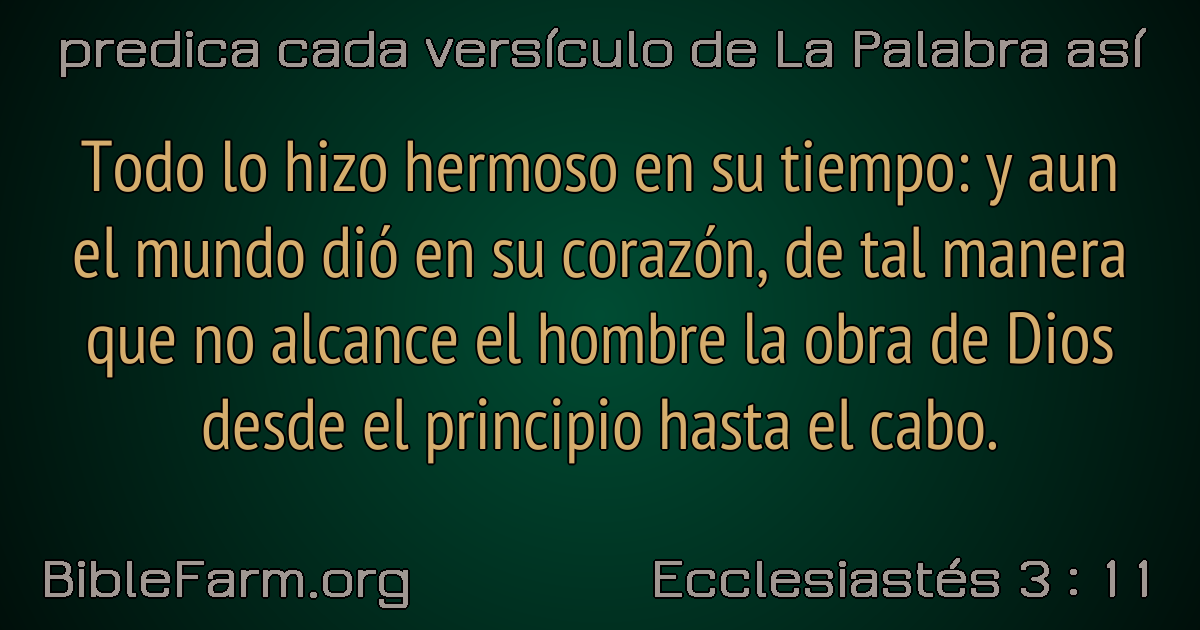 predica cada versículo de La Palabra así
Todo lo hizo hermoso en su tiempo: y aun
el mundo dió en su corazón, de tal manera
que no alcance el hombre la obra de Dios
desde el principio hasta el cabo.
BibleFarm.org
Ecclesiastés 3 : 11